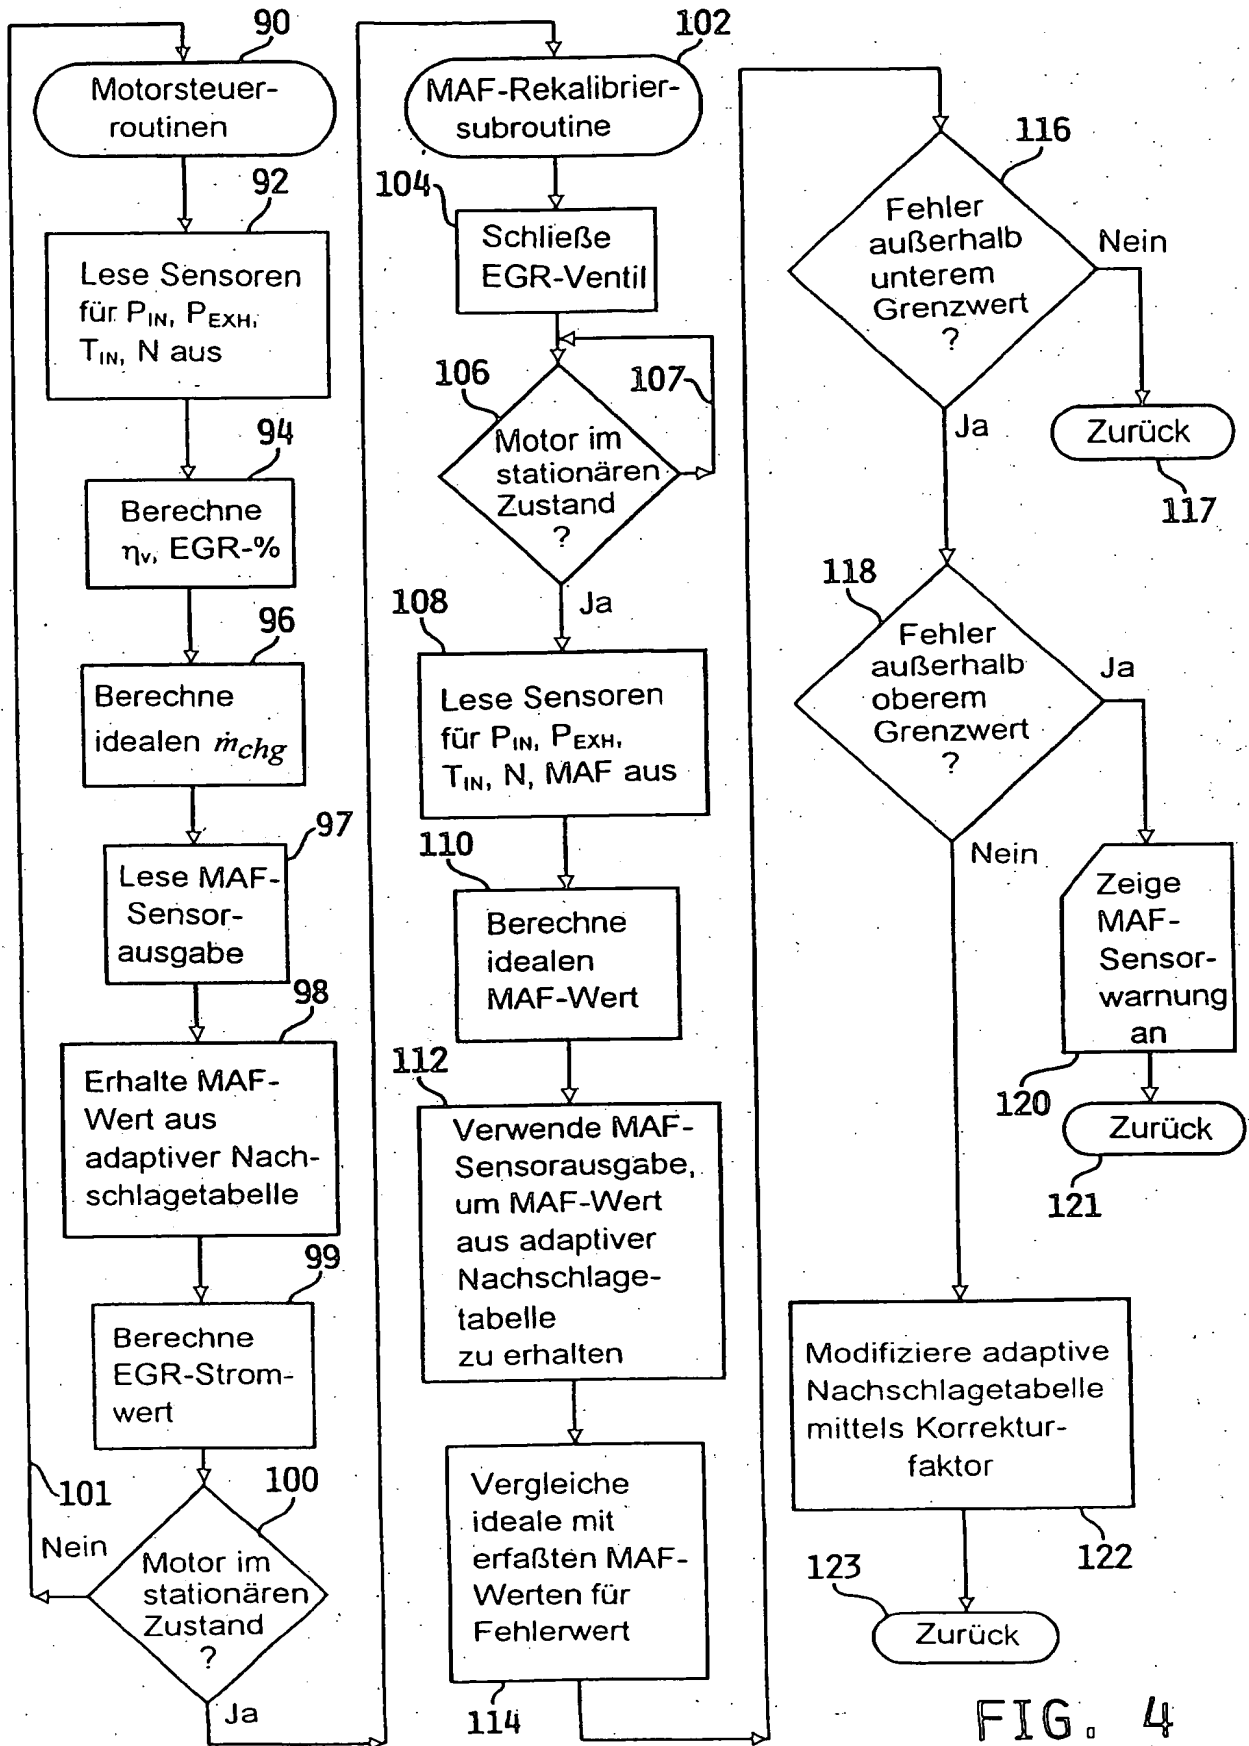 90
Motorsteuer-
routinen
92
Lese Sensoren
für P_IN, P_EXH,
T_IN, N aus
94
Berechne
η_v, EGR-%
96
Berechne
idealen ṁ_chg
97
Lese MAF-
Sensor-
ausgabe
98
Erhalte MAF-
Wert aus
adaptiver Nach-
schlagetabelle
99
Berechne
EGR-Strom-
wert
101
100
Nein
Motor im
stationären
Zustand
?
Ja
102
MAF-Rekalibrier-
subroutine
104
Schließe
EGR-Ventil
106
107
Motor im
stationären
Zustand
?
Ja
108
Lese Sensoren
für P_IN, P_EXH,
T_IN, N, MAF aus
110
Berechne
idealen
MAF-Wert
112
Verwende MAF-
Sensorausgabe,
um MAF-Wert
aus adaptiver
Nachschlage-
tabelle
zu erhalten
Vergleiche
ideale mit
erfaßten MAF-
Werten für
Fehlerwert
114
116
Fehler
außerhalb
unterem
Grenzwert
?
Nein
Ja
Zurück
117
118
Fehler
außerhalb
oberem
Grenzwert
?
Ja
Nein
Zeige
MAF-
Sensor-
warnung
an
120
Zurück
121
Modifiziere adaptive
Nachschlagetabelle
mittels Korrektur-
faktor
122
123
Zurück
FIG. 4